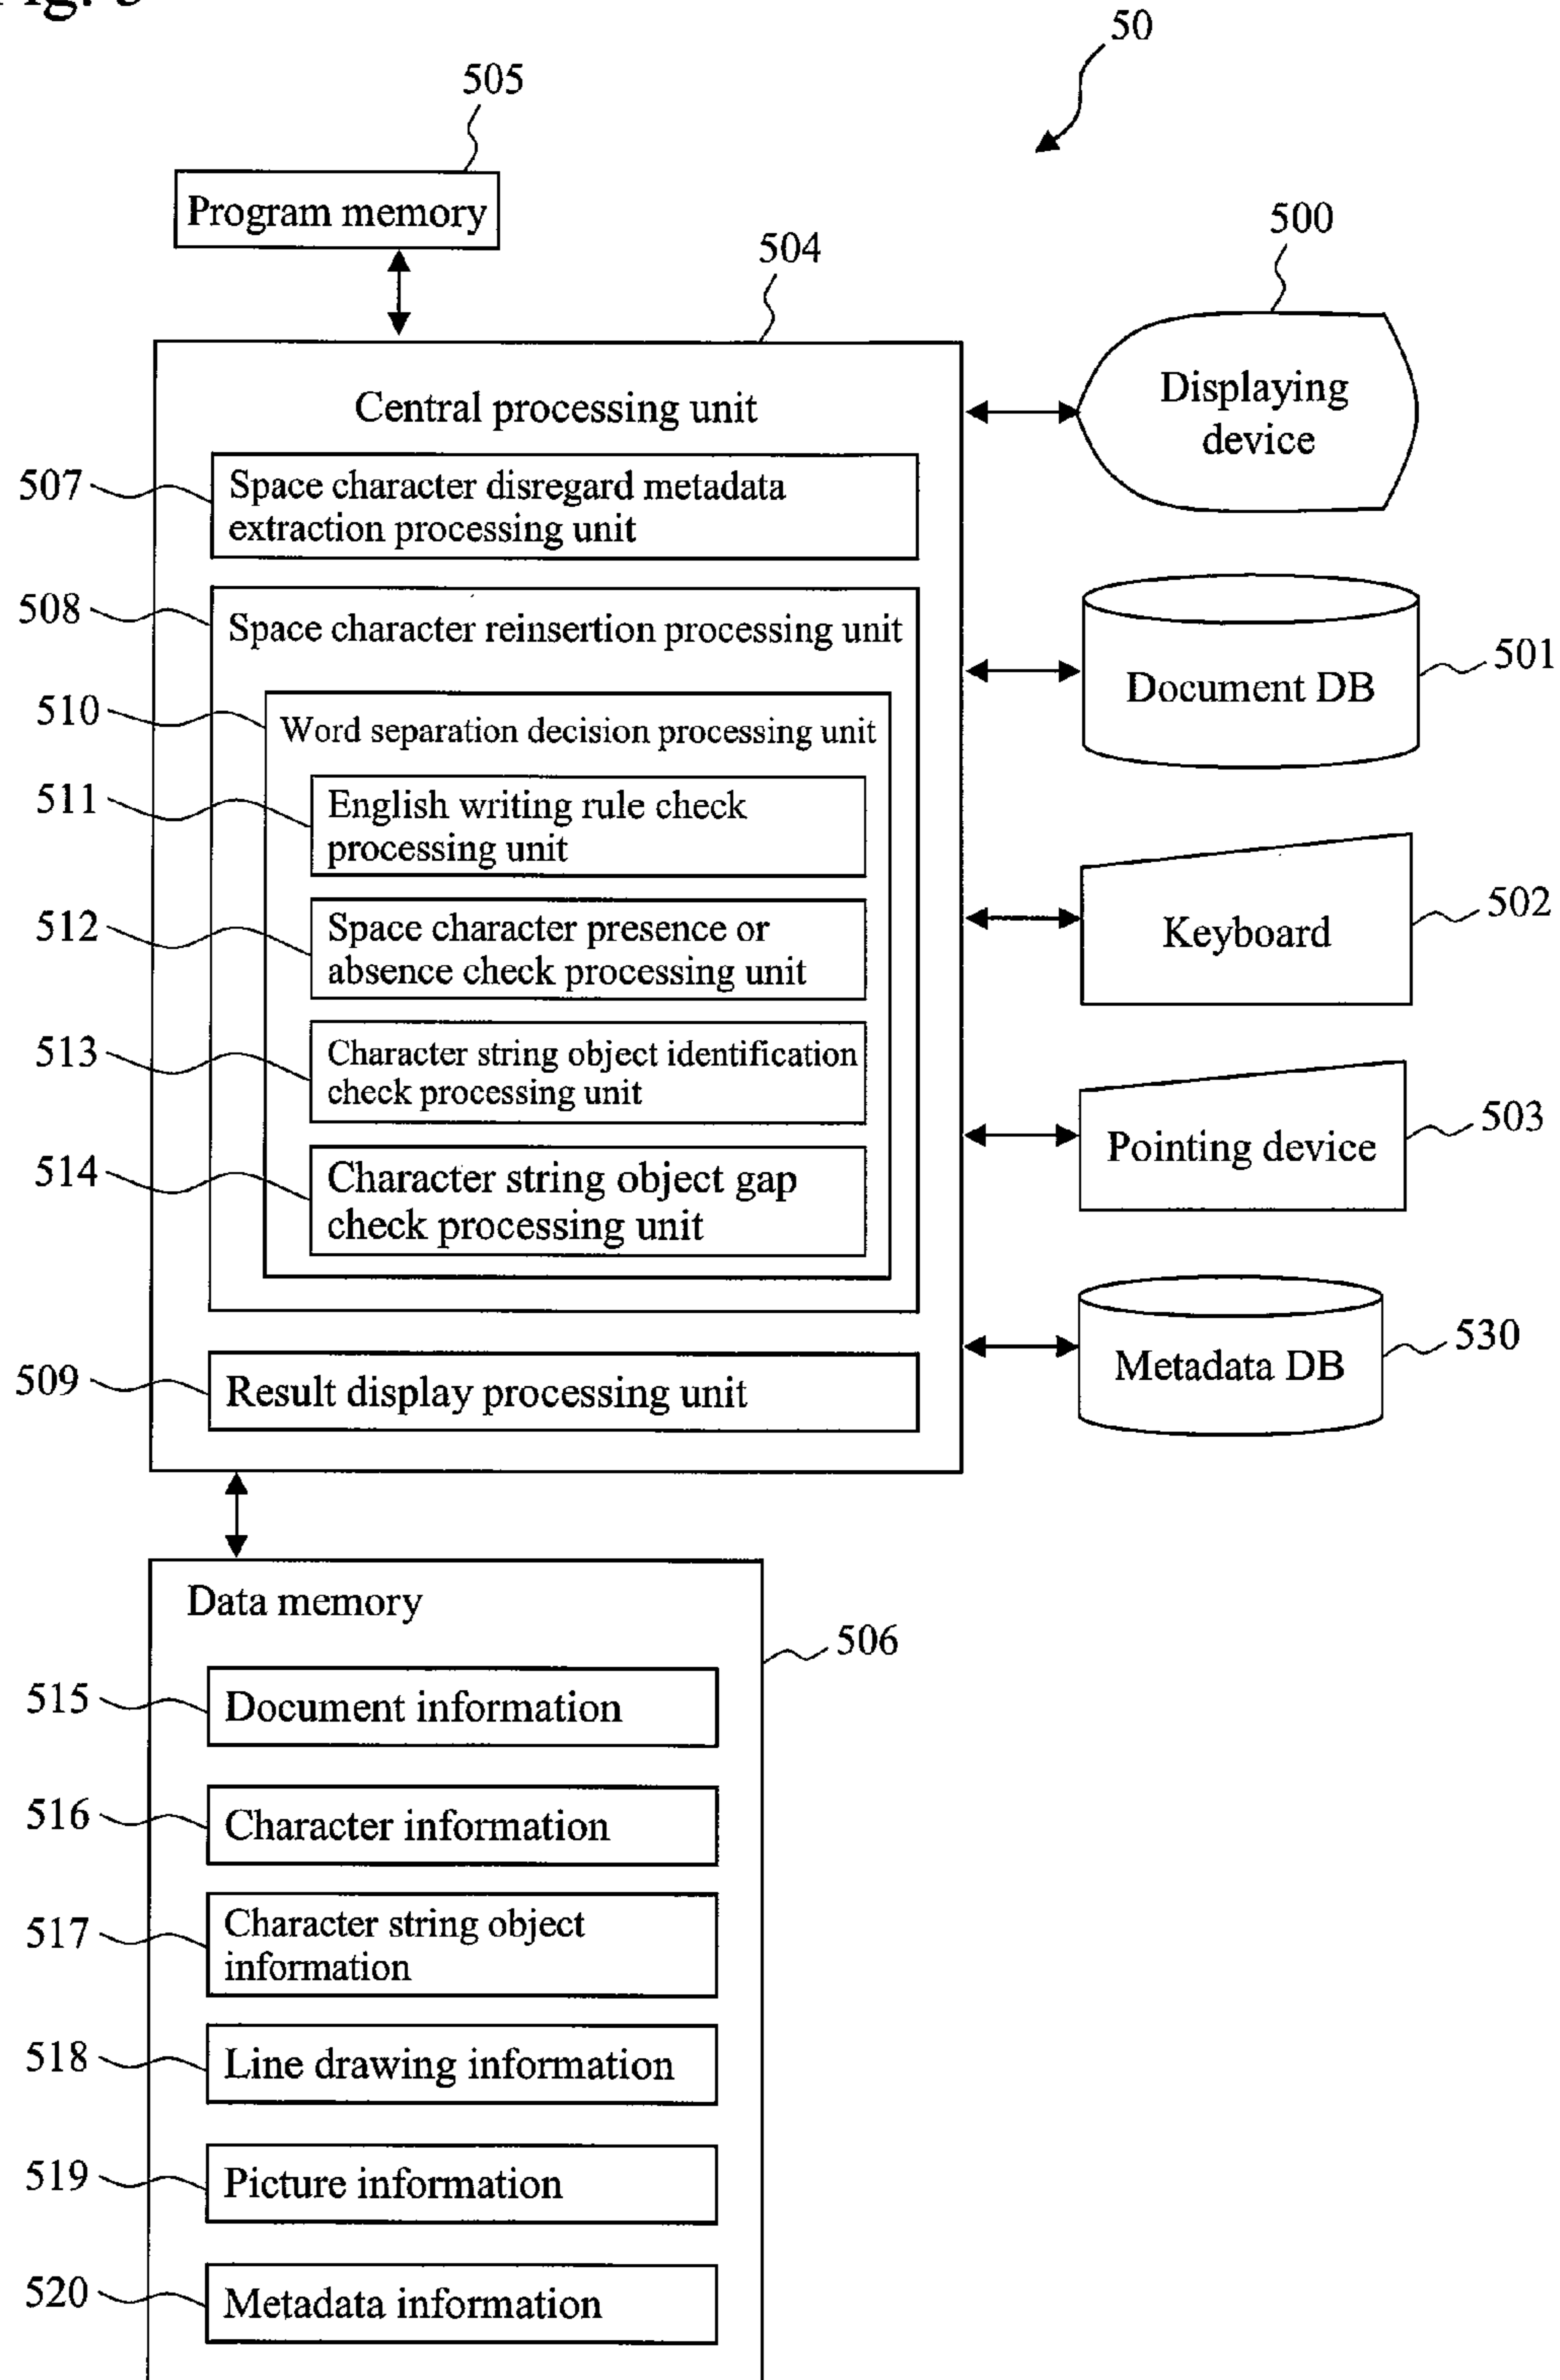 50
505
Program memory
504
500
Central processing unit
Displaying
device
507
Space character disregard metadata
extraction processing unit
508
Space character reinsertion processing unit
501
Document DB
510
Word separation decision processing unit
511
English writing rule check
processing unit
512
Space character presence or
absence check processing unit
502
Keyboard
513
Character string object identification
check processing unit
503
Pointing device
514
Character string object gap
check processing unit
530
Metadata DB
509
Result display processing unit
Data memory
506
515
Document information
516
Character information
517
Character string object
information
518
Line drawing information
519
Picture information
520
Metadata information